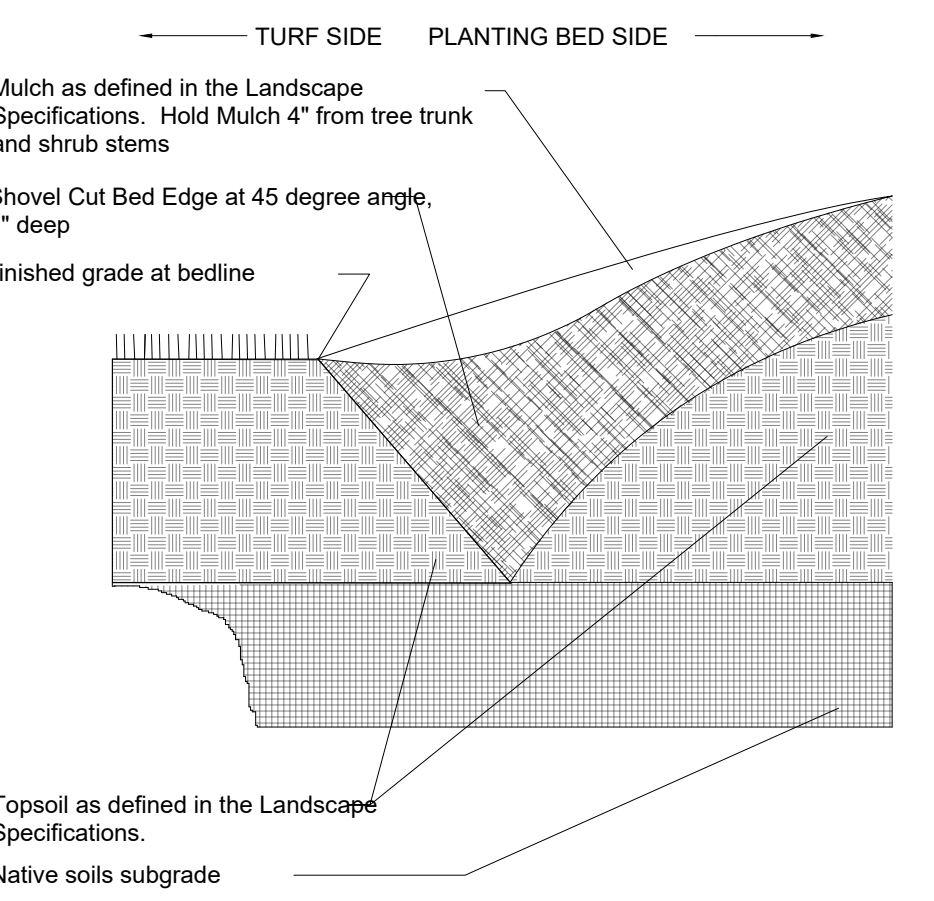 TURF SIDE PLANTING BED SIDE
Mulch as defined in the Landscape
Specifications. Hold Mulch 4" from tree trunk
and shrub stems
Shovel Cut Bed Edge at 45 degree angle,
" deep
inished grade at bedline
Topsoil as defined in the Landscape
Specifications.
Native soils subgrade